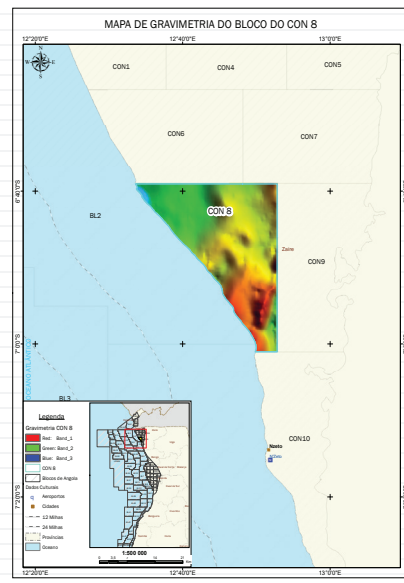 MAPA DE GRAVIMETRIA DO BLOCO DO CON 8
12°20'0"E 12°40'0"E 13°0'0"E
N
W E
S
CON1 CON4 CON5
CON6 CON7
6°40'0"S
CON 8
BL2
Zaire
CON9
7°0'0"S
OCEANO ATLÂNTICO
BL3
CON10
Nzeto
N'Zeto
7°20'0"S
Legenda
Gravimetria CON 8
Red: Band_1
Green: Band_2
Blue: Band_3
CON 8
Blocos de Angola
Dados Culturais
Aeroportos
Cidades
12 Milhas
24 Milhas
Províncias
Oceano
1:500 000
12°20'0"E 12°40'0"E 13°0'0"E